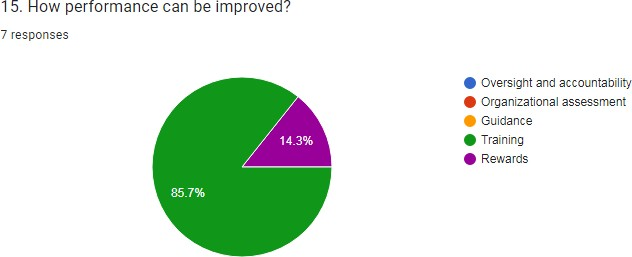 15. How performance can be improved?
7 responses
Oversight and accountability
Organizational assessment
Guidance
Training
Rewards
14.3%
85.7%